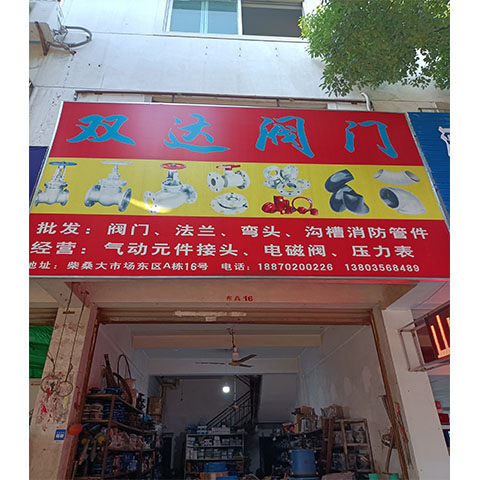 双达阀门
批发：阀门、法兰、弯头、沟槽消防管件
经营：气动元件接头、电磁阀、压力表
地址：柴桑大市场东区A栋16号 电话：18870200226 13803568489